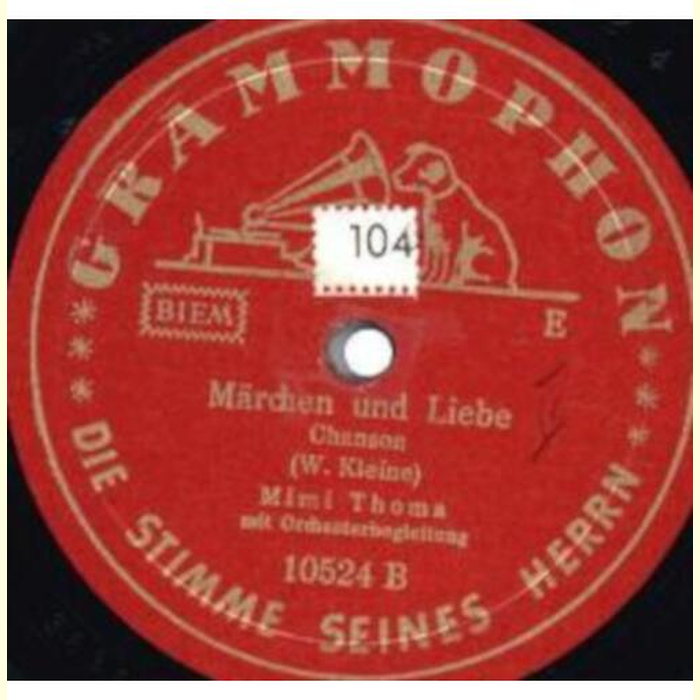 GRAMMOPHON
104
BIEM
E
Märchen und Liebe
Chanson
(W. Kleine)
Mimi Thoma
mit Orchesterbegleitung
10524 B
DIE STIMME SEINES HERRN